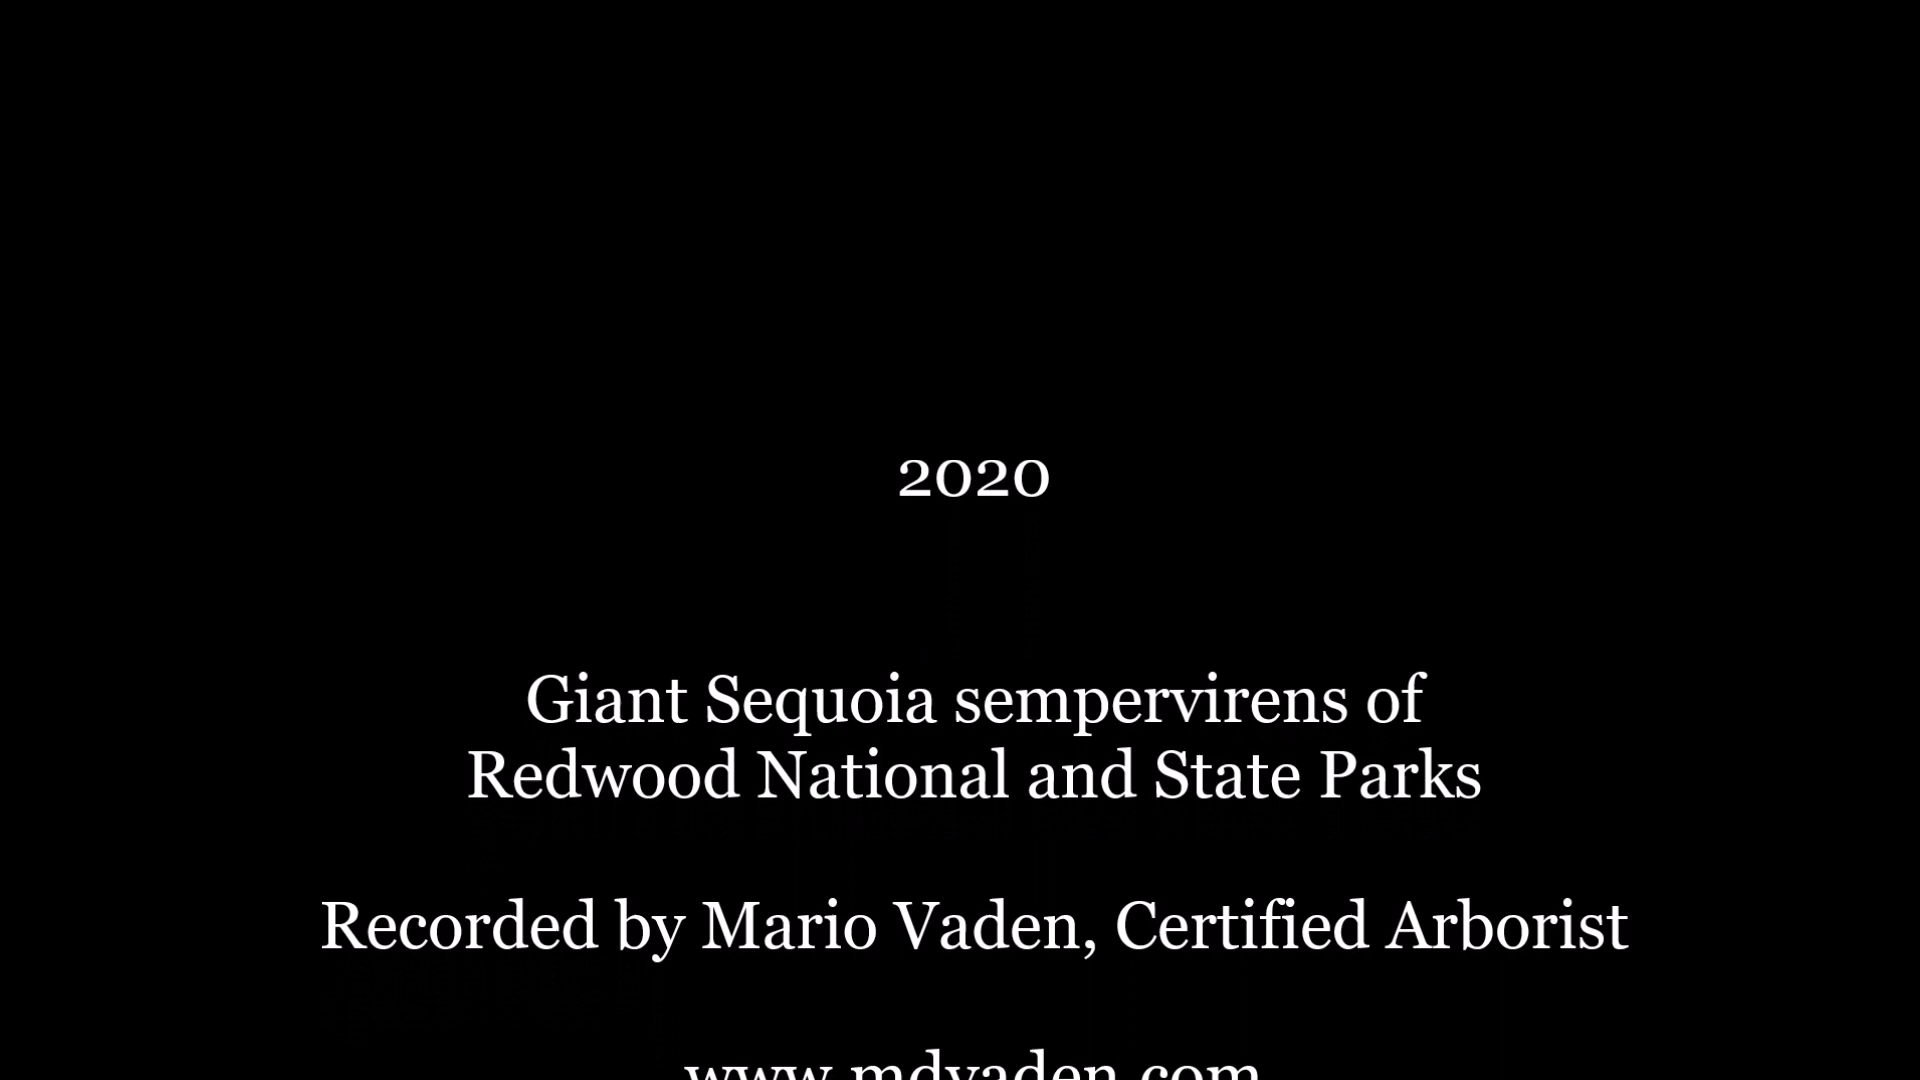 2020
Giant Sequoia sempervirens of
Redwood National and State Parks
Recorded by Mario Vaden, Certified Arborist
www.mdvaden.com